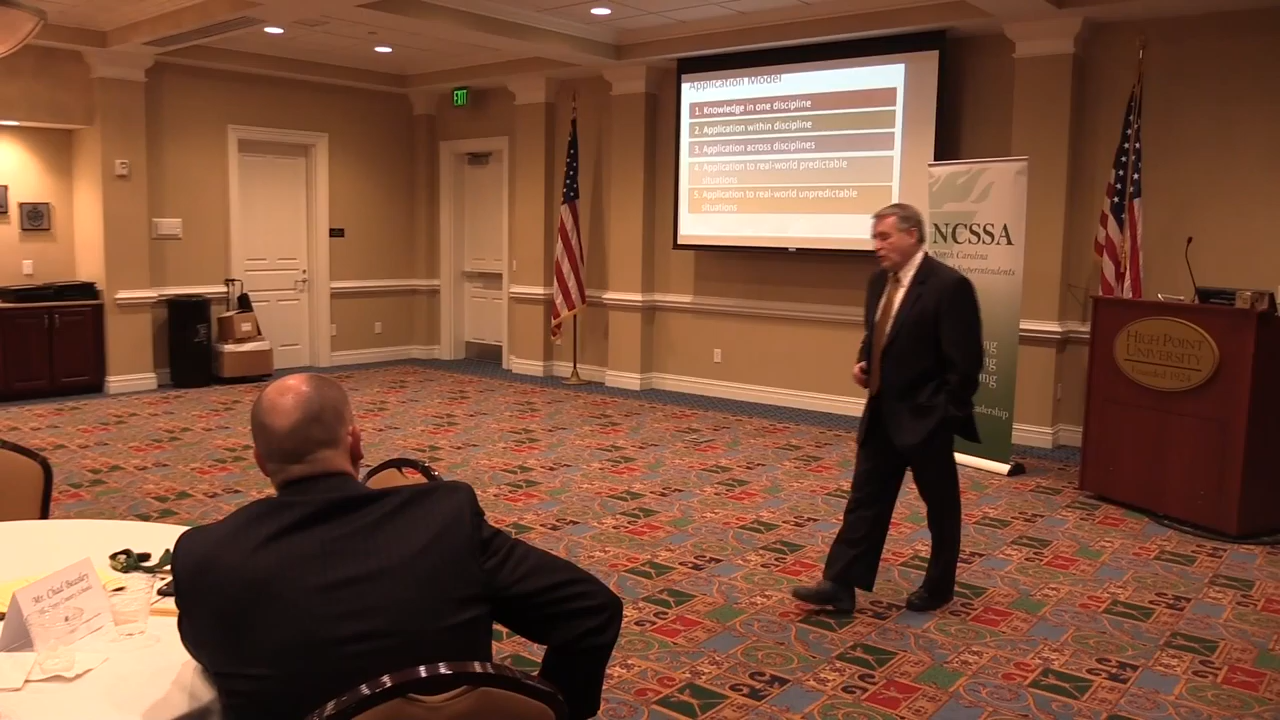 EXIT
Application Model
1. Knowledge in one discipline
2. Application within discipline
3. Application across disciplines
4. Application to real-world predictable
situations
5. Application to real-world unpredictable
situations
NCSSA
North Carolina
Superintendents
HIGH POINT
UNIVERSITY
Founded 1924
Mr. Chad Beasley